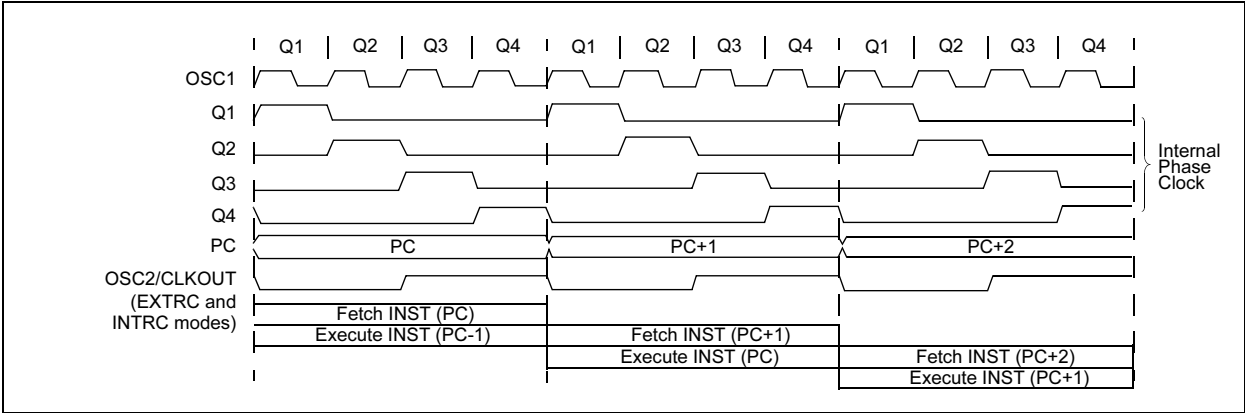 Q1 Q2 Q3 Q4 Q1 Q2 Q3 Q4 Q1 Q2 Q3 Q4
OSC1
Q1
Q2
Q3
Q4
Internal
Phase
Clock
PC PC PC+1 PC+2
OSC2/CLKOUT
(EXTRC and
INTRC modes)
Fetch INST (PC)
Execute INST (PC-1) Fetch INST (PC+1)
Execute INST (PC) Fetch INST (PC+2)
Execute INST (PC+1)